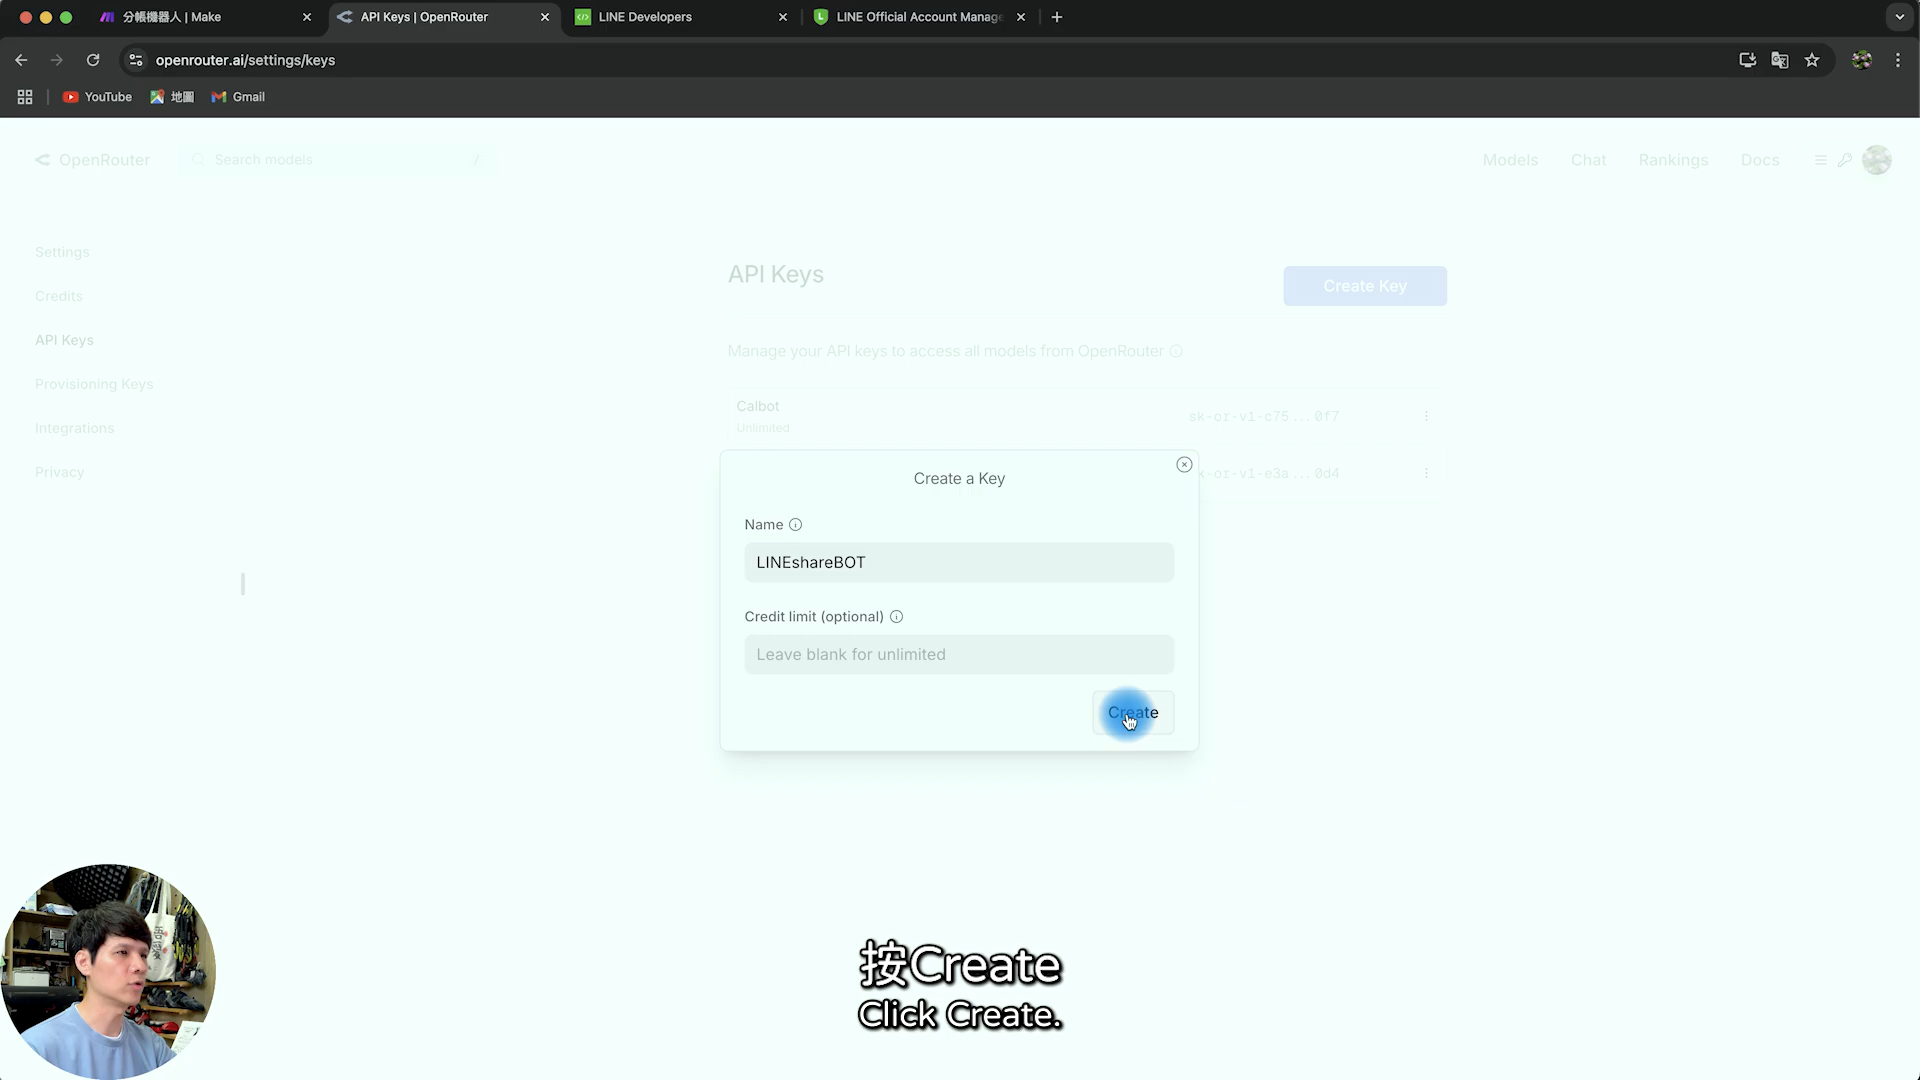 分帳機器人 | Make
API Keys | OpenRouter
LINE Developers
LINE Official Account Manage
openrouter.ai/settings/keys
YouTube
地圖
Gmail
OpenRouter
Search models
/
Models
Chat
Rankings
Docs
Settings
Credits
API Keys
Provisioning Keys
Integrations
Privacy
API Keys
Create Key
Manage your API keys to access all models from OpenRouter
Calbot
Unlimited
sk-or-v1-c75...0f7
k-or-v1-e3a...0d4
Create a Key
Name
LINEshareBOT
Credit limit (optional)
Leave blank for unlimited
Create
按Create
Click Create.